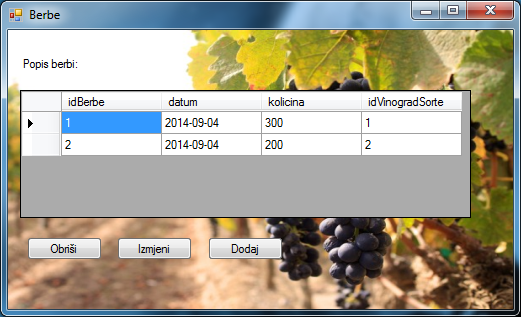 Berbe
Popis berbi:
idBerbe datum kolicina idVinogradSorte
1 2014-09-04 300 1
2 2014-09-04 200 2
Obriši Izmjeni Dodaj